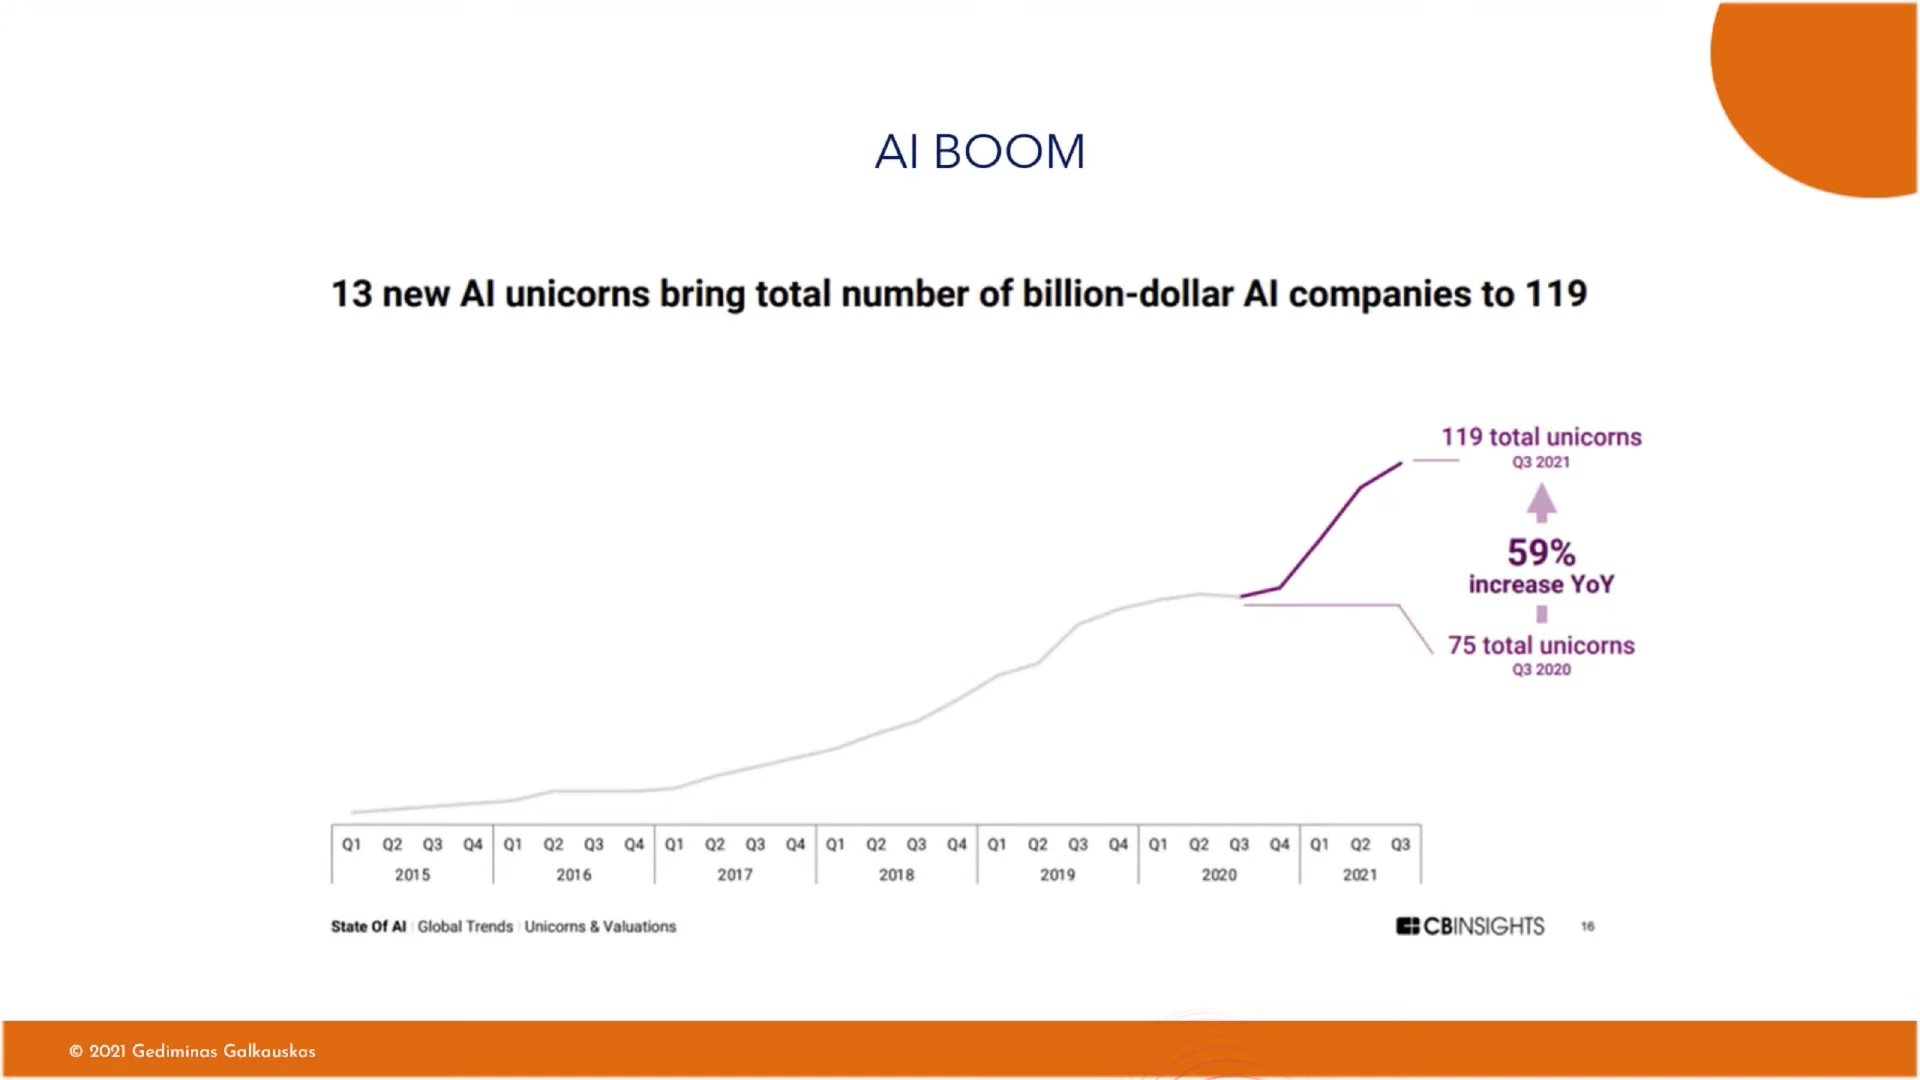 AI BOOM
13 new AI unicorns bring total number of billion-dollar AI companies to 119
119 total unicorns
Q3 2021
59%
increase YoY
75 total unicorns
Q3 2020
Q1 Q2 Q3 Q4 Q1 Q2 Q3 Q4 Q1 Q2 Q3 Q4 Q1 Q2 Q3 Q4 Q1 Q2 Q3 Q4 Q1 Q2 Q3 Q4 Q1 Q2 Q3
2015 2016 2017 2018 2019 2020 2021
State Of AI | Global Trends | Unicorns & Valuations
CBINSIGHTS 16
© 2021 Gediminas Galkauskas